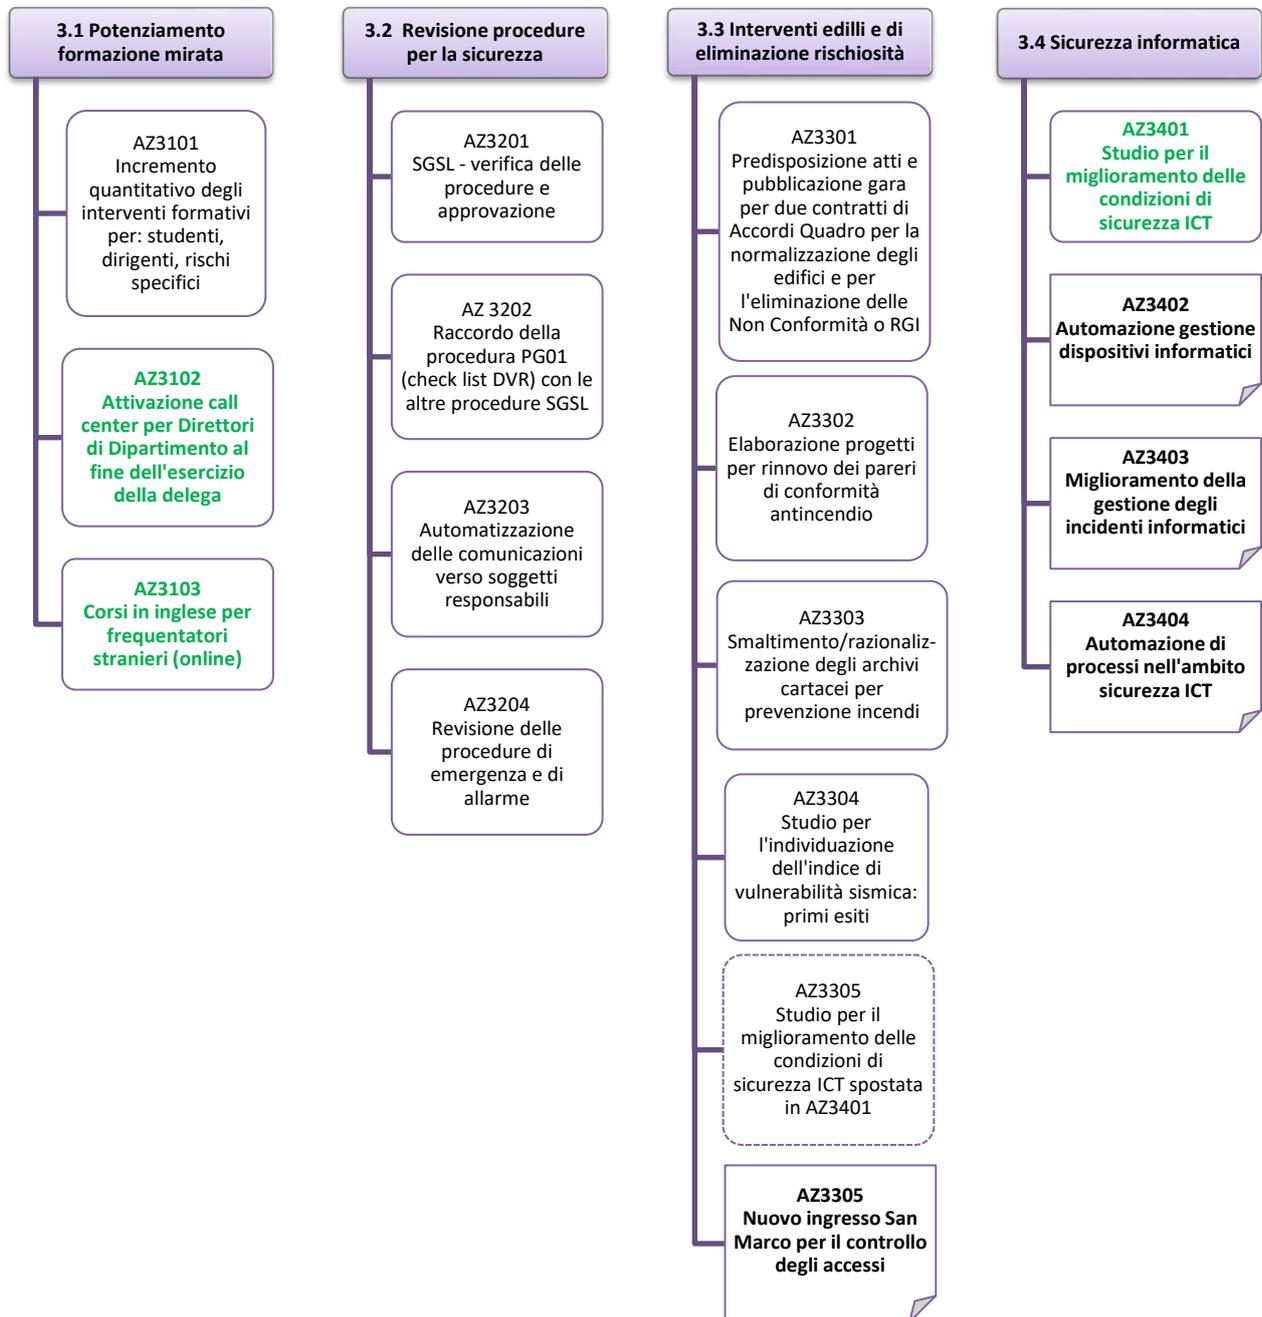 3.1 Potenziamento
formazione mirata
AZ3101
Incremento
quantitativo degli
interventi formativi
per: studenti,
dirigenti, rischi
specifici
AZ3102
Attivazione call
center per Direttori
di Dipartimento al
fine dell'esercizio
della delega
AZ3103
Corsi in inglese per
frequentatori
stranieri (online)
3.2 Revisione procedure
per la sicurezza
AZ3201
SGSL - verifica delle
procedure e
approvazione
AZ 3202
Raccordo della
procedura PG01
(check list DVR) con le
altre procedure SGSL
AZ3203
Automatizzazione
delle comunicazioni
verso soggetti
responsabili
AZ3204
Revisione delle
procedure di
emergenza e di
allarme
3.3 Interventi edilli e di
eliminazione rischiosità
AZ3301
Predisposizione atti e
pubblicazione gara
per due contratti di
Accordi Quadro per la
normalizzazione degli
edifici e per
l'eliminazione delle
Non Conformità o RGI
AZ3302
Elaborazione progetti
per rinnovo dei pareri
di conformità
antincendio
AZ3303
Smaltimento/razionaliz-
zazione degli archivi
cartacei per
prevenzione incendi
AZ3304
Studio per
l'individuazione
dell'indice di
vulnerabilità sismica:
primi esiti
AZ3305
Studio per il
miglioramento delle
condizioni di
sicurezza ICT spostata
in AZ3401
AZ3305
Nuovo ingresso San
Marco per il controllo
degli accessi
3.4 Sicurezza informatica
AZ3401
Studio per il
miglioramento delle
condizioni di
sicurezza ICT
AZ3402
Automazione gestione
dispositivi informatici
AZ3403
Miglioramento della
gestione degli
incidenti informatici
AZ3404
Automazione di
processi nell'ambito
sicurezza ICT